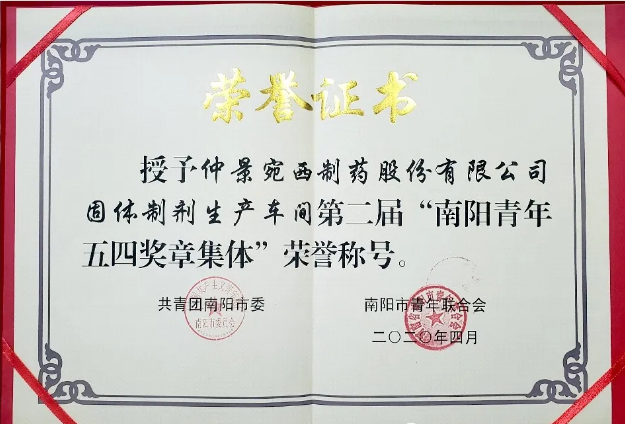 荣誉证书
授予仲景宛西制药股份有限公司
固体制剂生产车间第二届“南阳青年
五四奖章集体”荣誉称号。
共青团南阳市委 南阳市青年联合会
二〇二〇年四月